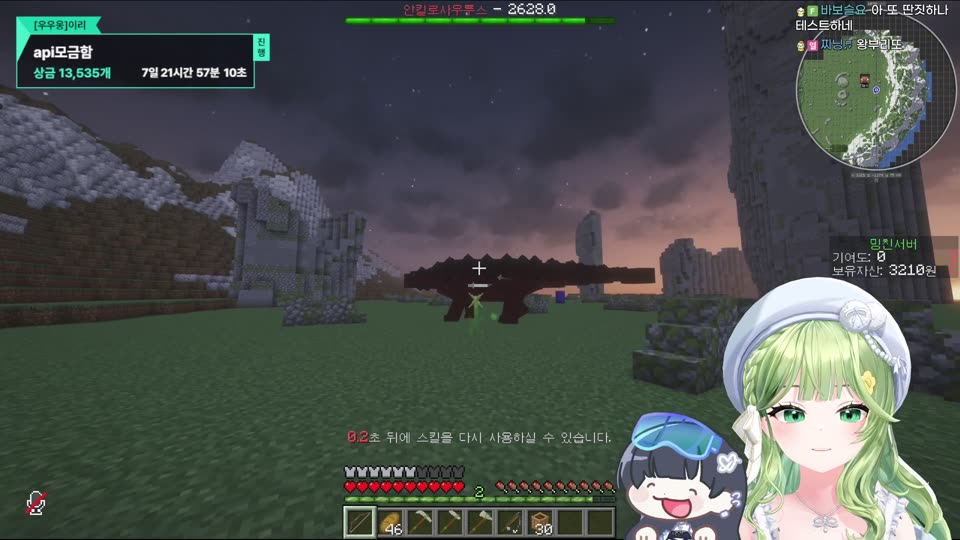 [우우웅]이리
api모금함
진행
상금 13,535개
7일 21시간 57분 10초
안킬로사우루스 - 2628.0
바보슬요 아 또 딴짓하나
테스트하네
찌닝♬ 왕부리또
밍친서버
기여도: 0
보유자산: 3210원
0.2초 뒤에 스킬을 다시 사용하실 수 있습니다.
2
46
30